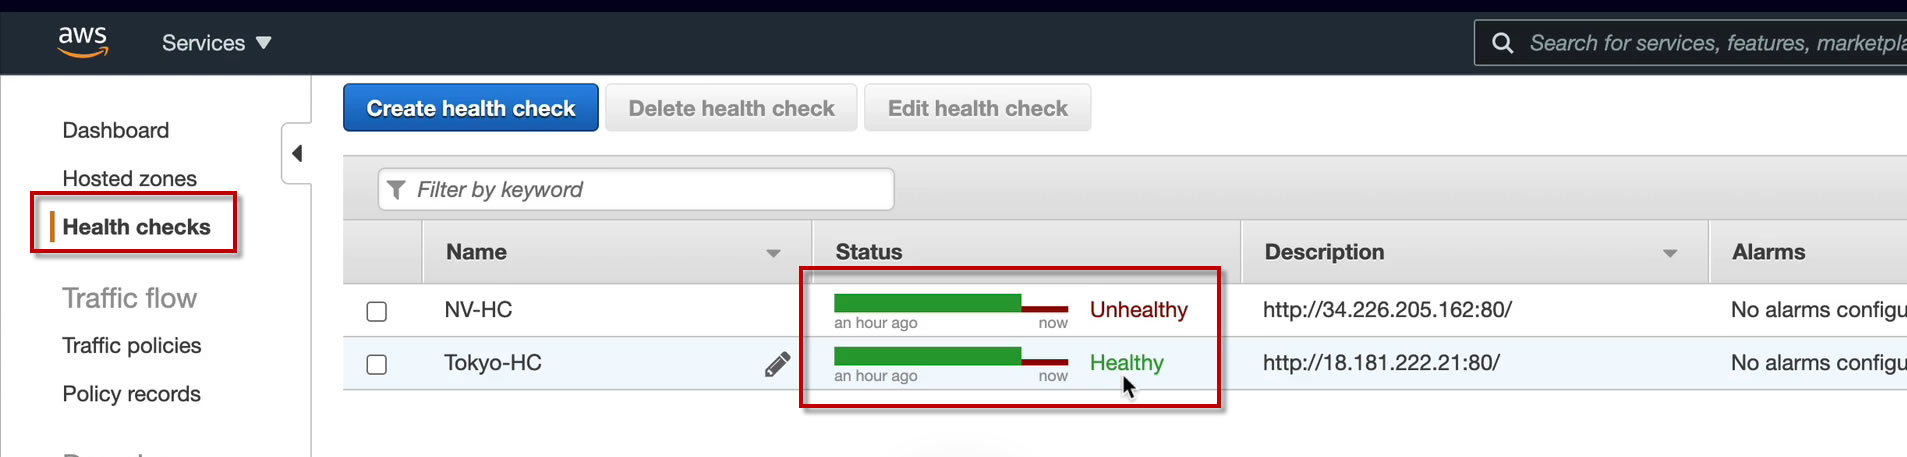 aws
Services
Search for services, features, marketpla
Create health check
Delete health check
Edit health check
Dashboard
Hosted zones
Health checks
Traffic flow
Traffic policies
Policy records
Filter by keyword
Name Status Description Alarms
NV-HC an hour ago now Unhealthy http://34.226.205.162:80/ No alarms configu
Tokyo-HC an hour ago now Healthy http://18.181.222.21:80/ No alarms configu